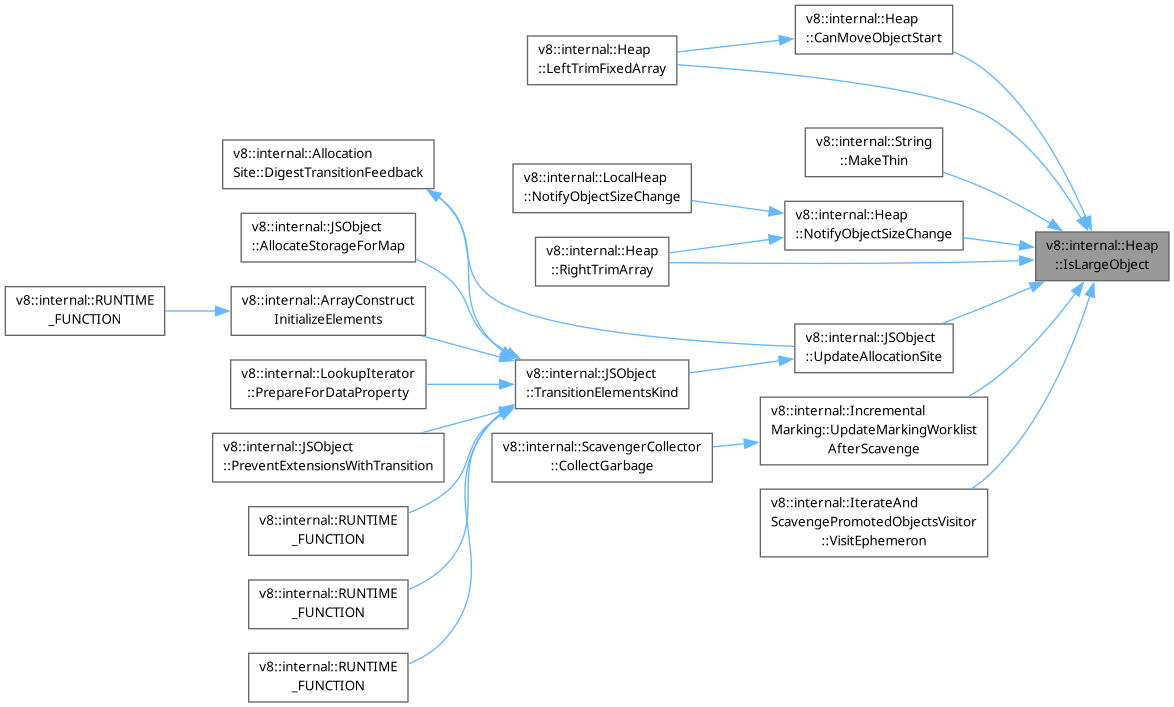 v8::internal::Heap
::CanMoveObjectStart
v8::internal::Heap
::LeftTrimFixedArray
v8::internal::String
::MakeThin
v8::internal::Allocation
Site::DigestTransitionFeedback
v8::internal::LocalHeap
::NotifyObjectSizeChange
v8::internal::Heap
::NotifyObjectSizeChange
v8::internal::JSObject
::AllocateStorageForMap
v8::internal::Heap
::RightTrimArray
v8::internal::Heap
::IsLargeObject
v8::internal::RUNTIME
_FUNCTION
v8::internal::ArrayConstruct
InitializeElements
v8::internal::JSObject
::UpdateAllocationSite
v8::internal::LookupIterator
::PrepareForDataProperty
v8::internal::JSObject
::TransitionElementsKind
v8::internal::Incremental
Marking::UpdateMarkingWorklist
AfterScavenge
v8::internal::JSObject
::PreventExtensionsWithTransition
v8::internal::ScavengerCollector
::CollectGarbage
v8::internal::IterateAnd
ScavengePromotedObjectsVisitor
::VisitEphemeron
v8::internal::RUNTIME
_FUNCTION
v8::internal::RUNTIME
_FUNCTION
v8::internal::RUNTIME
_FUNCTION